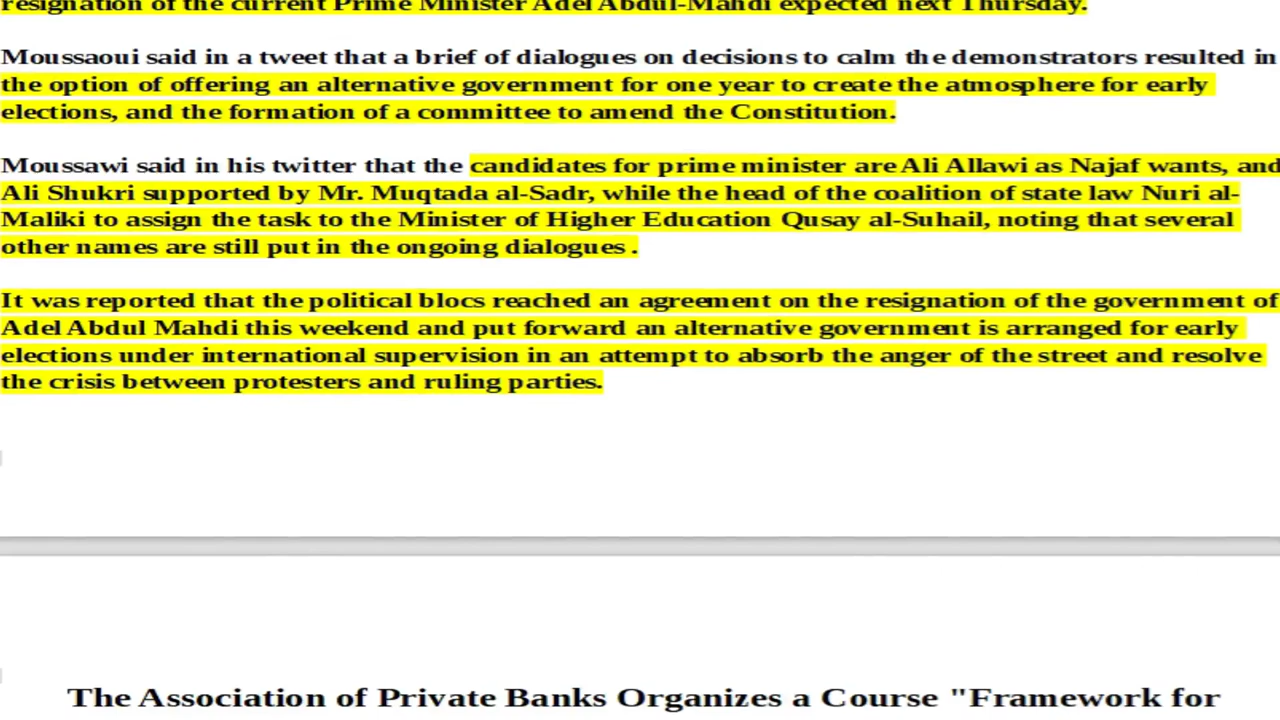 resignation of the current Prime Minister Adel Abdul-Mahdi expected next Thursday.
Moussaoui said in a tweet that a brief of dialogues on decisions to calm the demonstrators resulted in
the option of offering an alternative government for one year to create the atmosphere for early
elections, and the formation of a committee to amend the Constitution.
Moussawi said in his twitter that the candidates for prime minister are Ali Allawi as Najaf wants, and
Ali Shukri supported by Mr. Muqtada al-Sadr, while the head of the coalition of state law Nuri al-
Maliki to assign the task to the Minister of Higher Education Qusay al-Suhail, noting that several
other names are still put in the ongoing dialogues .
It was reported that the political blocs reached an agreement on the resignation of the government of
Adel Abdul Mahdi this weekend and put forward an alternative government is arranged for early
elections under international supervision in an attempt to absorb the anger of the street and resolve
the crisis between protesters and ruling parties.
The Association of Private Banks Organizes a Course "Framework for